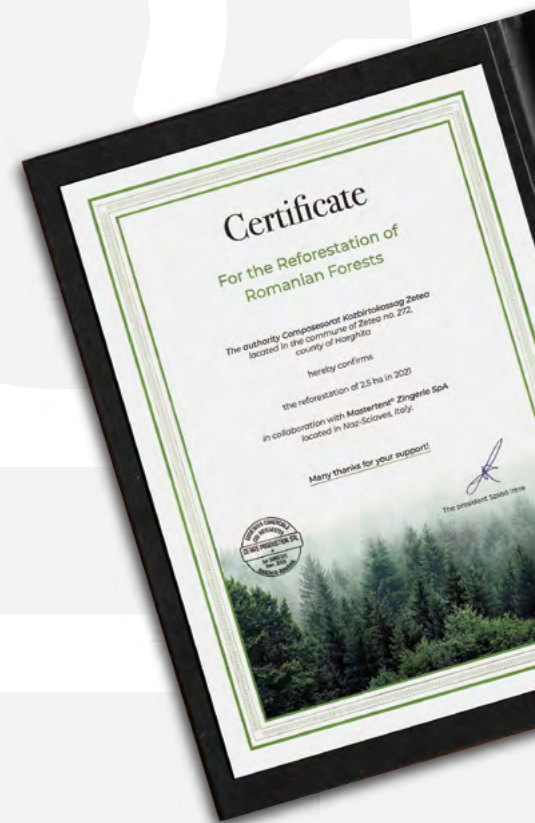 Certificate
For the Reforestation of
Romanian Forests
The authority Composesorat Kozbirtokossag Zetea
located in the commune of Zetea no. 272,
county of Harghita
hereby confirms
the reforestation of 2.5 ha in 2021
in collaboration with Mastertent® Zingerle SpA
located in Naz-Sciaves, Italy.
Many thanks for your support!
The president Szabó Imre
PRODUCTION SRL